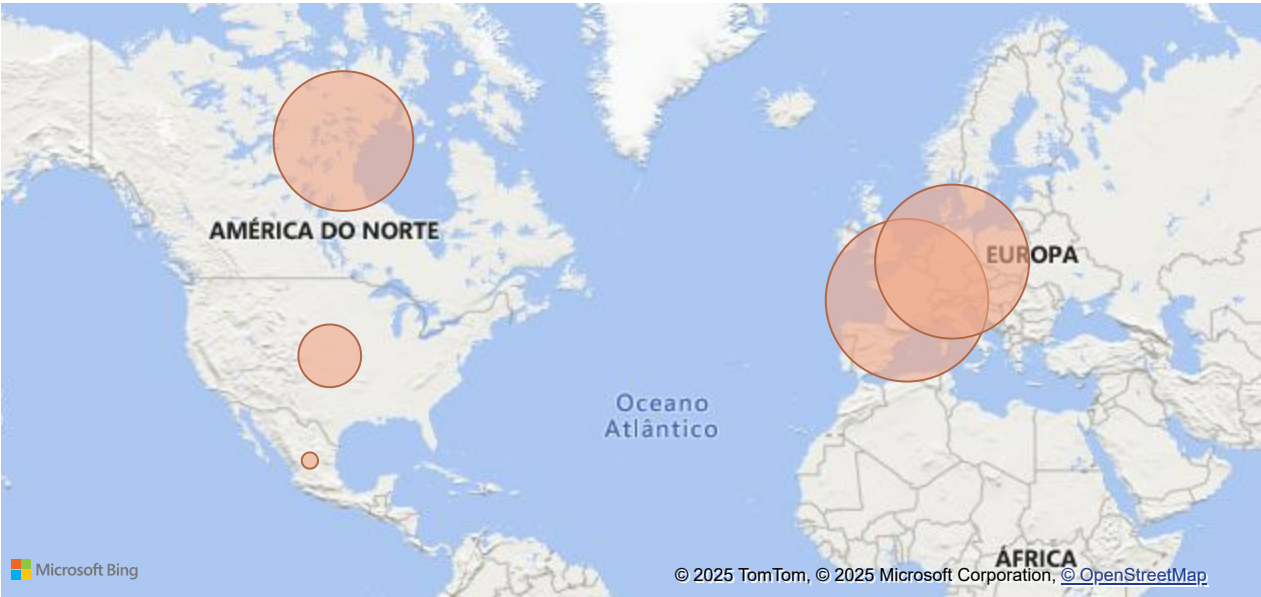 AMÉRICA DO NORTE
EUROPA
Oceano
Atlântico
ÁFRICA
Microsoft Bing
© 2025 TomTom, © 2025 Microsoft Corporation, © OpenStreetMap